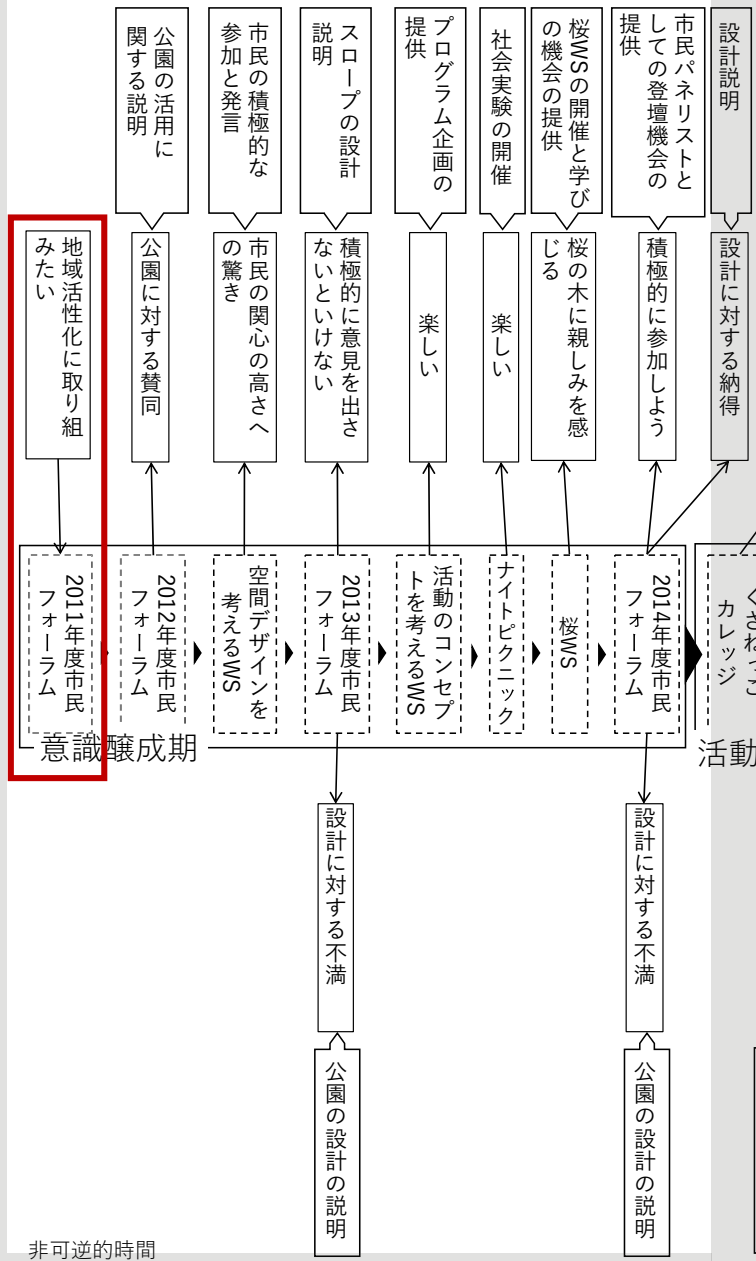 公園の活用に
関する説明
市民の積極的な
参加と発言
スロープの設計
説明
プログラム企画の
提供
社会実験の開催
桜WSの開催と学び
の機会の提供
市民パネリストと
しての登壇機会の
提供
設計説明
地域活性化に取り組
みたい
公園に対する賛同
市民の関心の高さへ
の驚き
積極的に意見を出さ
ないといけない
楽しい
楽しい
桜の木に親しみを感
じる
積極的に参加しよう
設計に対する納得
2011年度市民
フォーラム
2012年度市民
フォーラム
空間デザインを
考えるWS
2013年度市民
フォーラム
活動のコンセプ
トを考えるWS
ナイトピクニック
桜WS
2014年度市民
フォーラム
カレッジ
意識醸成期
活動
設計に対する不満
設計に対する不満
公園の設計の説明
公園の設計の説明
非可逆的時間